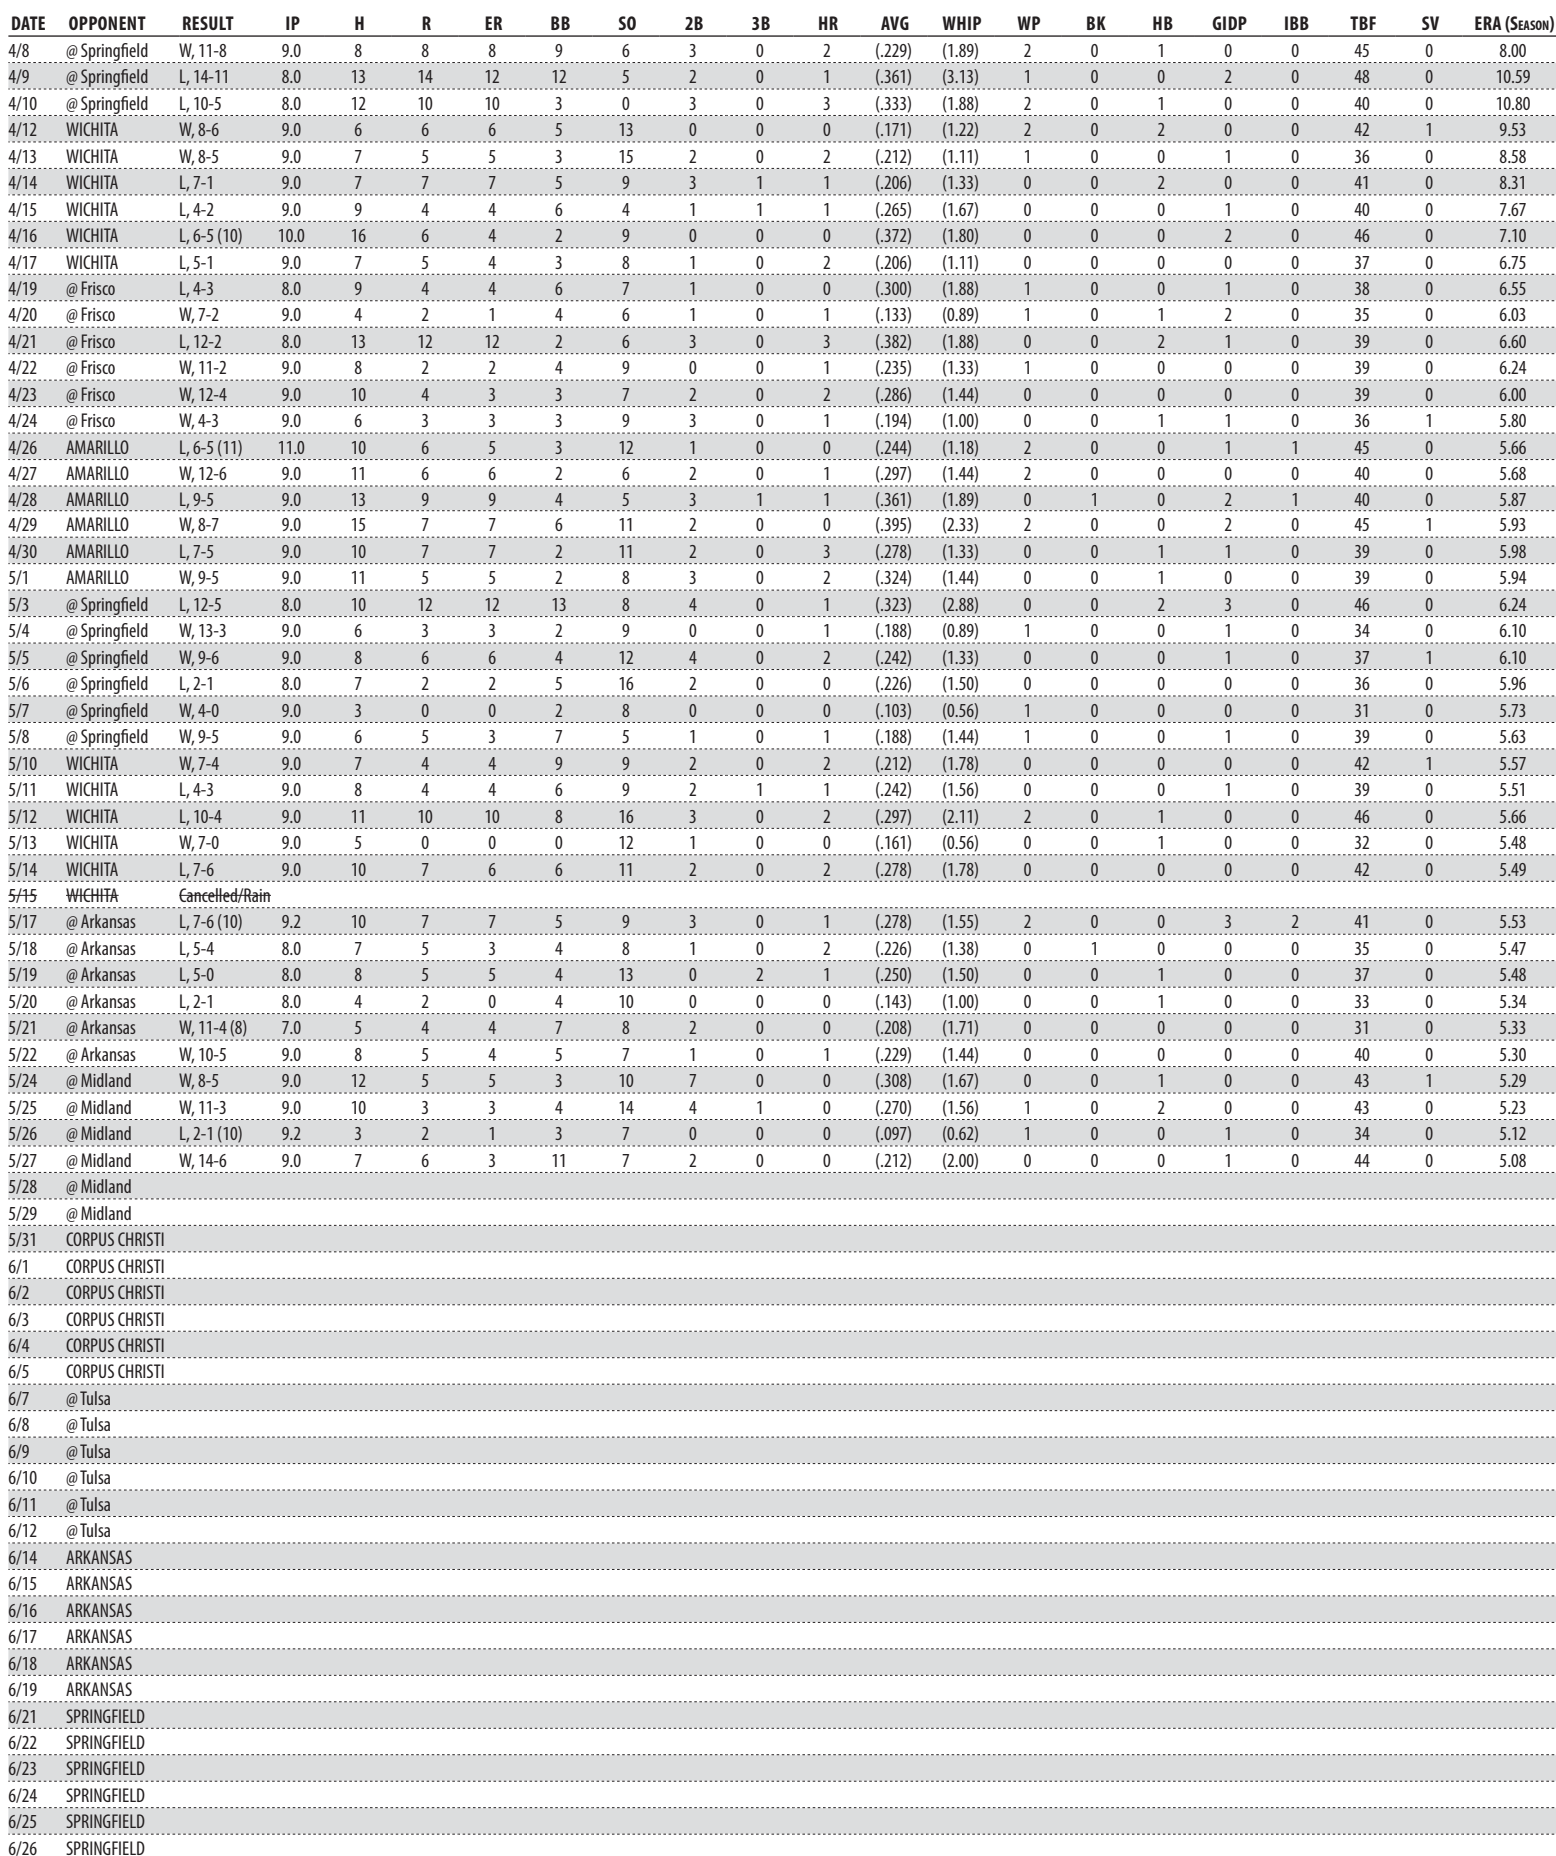 DATE OPPONENT RESULT IP H R ER BB SO 2B 3B HR AVG WHIP WP BK HB GIDP IBB TBF SV ERA (SEASON)
4/8 @ Springfield W, 11-8 9.0 8 8 8 9 6 3 0 2 (.229) (1.89) 2 0 1 0 0 45 0 8.00
4/9 @ Springfield L, 14-11 8.0 13 14 12 12 5 2 0 1 (.361) (3.13) 1 0 0 2 0 48 0 10.59
4/10 @ Springfield L, 10-5 8.0 12 10 10 3 0 3 0 3 (.333) (1.88) 2 0 1 0 0 40 0 10.80
4/12 WICHITA W, 8-6 9.0 6 6 6 5 13 0 0 0 (.171) (1.22) 2 0 2 0 0 42 1 9.53
4/13 WICHITA W, 8-5 9.0 7 5 5 3 15 2 0 2 (.212) (1.11) 1 0 0 1 0 36 0 8.58
4/14 WICHITA L, 7-1 9.0 7 7 7 5 9 3 1 1 (.206) (1.33) 0 0 2 0 0 41 0 8.31
4/15 WICHITA L, 4-2 9.0 9 4 4 6 4 1 1 1 (.265) (1.67) 0 0 0 1 0 40 0 7.67
4/16 WICHITA L, 6-5 (10) 10.0 16 6 4 2 9 0 0 0 (.372) (1.80) 0 0 0 2 0 46 0 7.10
4/17 WICHITA L, 5-1 9.0 7 5 4 3 8 1 0 2 (.206) (1.11) 0 0 0 0 0 37 0 6.75
4/19 @ Frisco L, 4-3 8.0 9 4 4 6 7 1 0 0 (.300) (1.88) 1 0 0 1 0 38 0 6.55
4/20 @ Frisco W, 7-2 9.0 4 2 1 4 6 1 0 1 (.133) (0.89) 1 0 1 2 0 35 0 6.03
4/21 @ Frisco L, 12-2 8.0 13 12 12 2 6 3 0 3 (.382) (1.88) 0 0 2 1 0 39 0 6.60
4/22 @ Frisco W, 11-2 9.0 8 2 2 4 9 0 0 1 (.235) (1.33) 1 0 0 0 0 39 0 6.24
4/23 @ Frisco W, 12-4 9.0 10 4 3 3 7 2 0 2 (.286) (1.44) 0 0 0 0 0 39 0 6.00
4/24 @ Frisco W, 4-3 9.0 6 3 3 3 9 3 0 1 (.194) (1.00) 0 0 1 1 0 36 1 5.80
4/26 AMARILLO L, 6-5 (11) 11.0 10 6 5 3 12 1 0 0 (.244) (1.18) 2 0 0 1 1 45 0 5.66
4/27 AMARILLO W, 12-6 9.0 11 6 6 2 6 2 0 1 (.297) (1.44) 2 0 0 0 0 40 0 5.68
4/28 AMARILLO L, 9-5 9.0 13 9 9 4 5 3 1 1 (.361) (1.89) 0 1 0 2 1 40 0 5.87
4/29 AMARILLO W, 8-7 9.0 15 7 7 6 11 2 0 0 (.395) (2.33) 2 0 0 2 0 45 1 5.93
4/30 AMARILLO L, 7-5 9.0 10 7 7 2 11 2 0 3 (.278) (1.33) 0 0 1 1 0 39 0 5.98
5/1 AMARILLO W, 9-5 9.0 11 5 5 2 8 3 0 2 (.324) (1.44) 0 0 1 0 0 39 0 5.94
5/3 @ Springfield L, 12-5 8.0 10 12 12 13 8 4 0 1 (.323) (2.88) 0 0 2 3 0 46 0 6.24
5/4 @ Springfield W, 13-3 9.0 6 3 3 2 9 0 0 1 (.188) (0.89) 1 0 0 1 0 34 0 6.10
5/5 @ Springfield W, 9-6 9.0 8 6 6 4 12 4 0 2 (.242) (1.33) 0 0 0 1 0 37 1 6.10
5/6 @ Springfield L, 2-1 8.0 7 2 2 5 16 2 0 0 (.226) (1.50) 0 0 0 0 0 36 0 5.96
5/7 @ Springfield W, 4-0 9.0 3 0 0 2 8 0 0 0 (.103) (0.56) 1 0 0 0 0 31 0 5.73
5/8 @ Springfield W, 9-5 9.0 6 5 3 7 5 1 0 1 (.188) (1.44) 1 0 0 1 0 39 0 5.63
5/10 WICHITA W, 7-4 9.0 7 4 4 9 9 2 0 2 (.212) (1.78) 0 0 0 0 0 42 1 5.57
5/11 WICHITA L, 4-3 9.0 8 4 4 6 9 2 1 1 (.242) (1.56) 0 0 0 1 0 39 0 5.51
5/12 WICHITA L, 10-4 9.0 11 10 10 8 16 3 0 2 (.297) (2.11) 2 0 1 0 0 46 0 5.66
5/13 WICHITA W, 7-0 9.0 5 0 0 0 12 1 0 0 (.161) (0.56) 0 0 1 0 0 32 0 5.48
5/14 WICHITA L, 7-6 9.0 10 7 6 6 11 2 0 2 (.278) (1.78) 0 0 0 0 0 42 0 5.49
5/15 WICHITA Cancelled/Rain
5/17 @ Arkansas L, 7-6 (10) 9.2 10 7 7 5 9 3 0 1 (.278) (1.55) 2 0 0 3 2 41 0 5.53
5/18 @ Arkansas L, 5-4 8.0 7 5 3 4 8 1 0 2 (.226) (1.38) 0 1 0 0 0 35 0 5.47
5/19 @ Arkansas L, 5-0 8.0 8 5 5 4 13 0 2 1 (.250) (1.50) 0 0 1 0 0 37 0 5.48
5/20 @ Arkansas L, 2-1 8.0 4 2 0 4 10 0 0 0 (.143) (1.00) 0 0 1 0 0 33 0 5.34
5/21 @ Arkansas W, 11-4 (8) 7.0 5 4 4 7 8 2 0 0 (.208) (1.71) 0 0 0 0 0 31 0 5.33
5/22 @ Arkansas W, 10-5 9.0 8 5 4 5 7 1 0 1 (.229) (1.44) 0 0 0 0 0 40 0 5.30
5/24 @ Midland W, 8-5 9.0 12 5 5 3 10 7 0 0 (.308) (1.67) 0 0 1 0 0 43 1 5.29
5/25 @ Midland W, 11-3 9.0 10 3 3 4 14 4 1 0 (.270) (1.56) 1 0 2 0 0 43 0 5.23
5/26 @ Midland L, 2-1 (10) 9.2 3 2 1 3 7 0 0 0 (.097) (0.62) 1 0 0 1 0 34 0 5.12
5/27 @ Midland W, 14-6 9.0 7 6 3 11 7 2 0 0 (.212) (2.00) 0 0 0 1 0 44 0 5.08
5/28 @ Midland
5/29 @ Midland
5/31 CORPUS CHRISTI
6/1 CORPUS CHRISTI
6/2 CORPUS CHRISTI
6/3 CORPUS CHRISTI
6/4 CORPUS CHRISTI
6/5 CORPUS CHRISTI
6/7 @ Tulsa
6/8 @ Tulsa
6/9 @ Tulsa
6/10 @ Tulsa
6/11 @ Tulsa
6/12 @ Tulsa
6/14 ARKANSAS
6/15 ARKANSAS
6/16 ARKANSAS
6/17 ARKANSAS
6/18 ARKANSAS
6/19 ARKANSAS
6/21 SPRINGFIELD
6/22 SPRINGFIELD
6/23 SPRINGFIELD
6/24 SPRINGFIELD
6/25 SPRINGFIELD
6/26 SPRINGFIELD